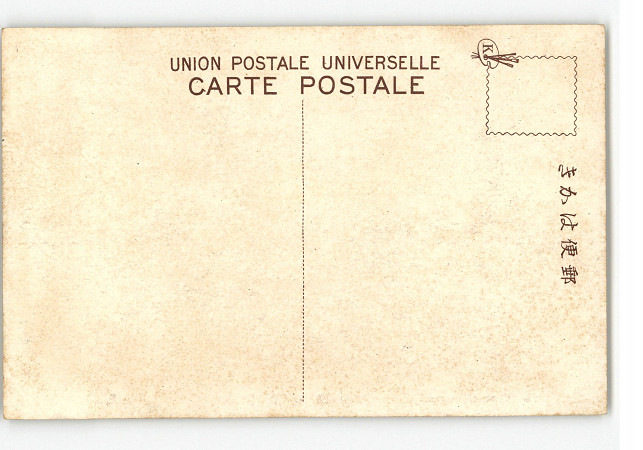 UNION POSTALE UNIVERSELLE
CARTE POSTALE
K
きかは便郵